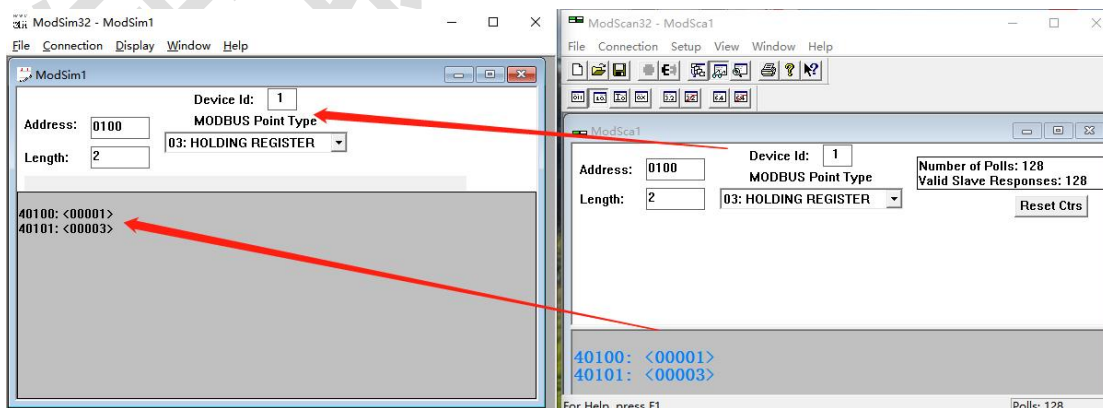 ModSim32 - ModSim1
File Connection Display Window Help
ModSim1
Device Id: 1
Address: 0100
MODBUS Point Type
Length: 2
03: HOLDING REGISTER
40100: <00001>
40101: <00003>
ModScan32 - ModSca1
File Connection Setup View Window Help
ModSca1
Device Id: 1
Address: 0100
MODBUS Point Type
Length: 2
03: HOLDING REGISTER
Number of Polls: 128
Valid Slave Responses: 128
Reset Ctrs
40100: <00001>
40101: <00003>
For Help, press F1
Polls: 128